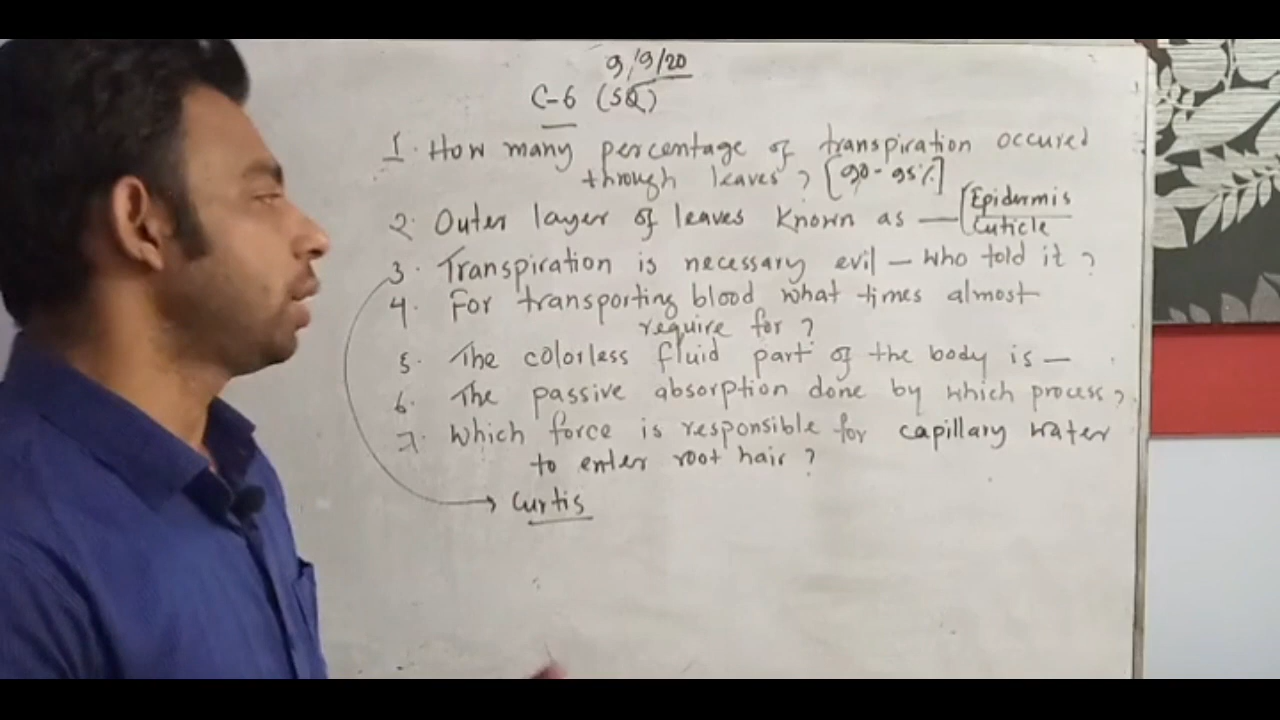 9/9/20
C-6 (SQ)
1. How many percentage of transpiration occured
through leaves? [90-95%]
2. Outer layer of leaves known as — [Epidermis
Cuticle
3. Transpiration is necessary evil — who told it?
4. For transporting blood what times almost
require for?
5. The colorless fluid part of the body is —
6. The passive absorption done by which process?
7. Which force is responsible for capillary water
to enter root hair?
→ Curtis